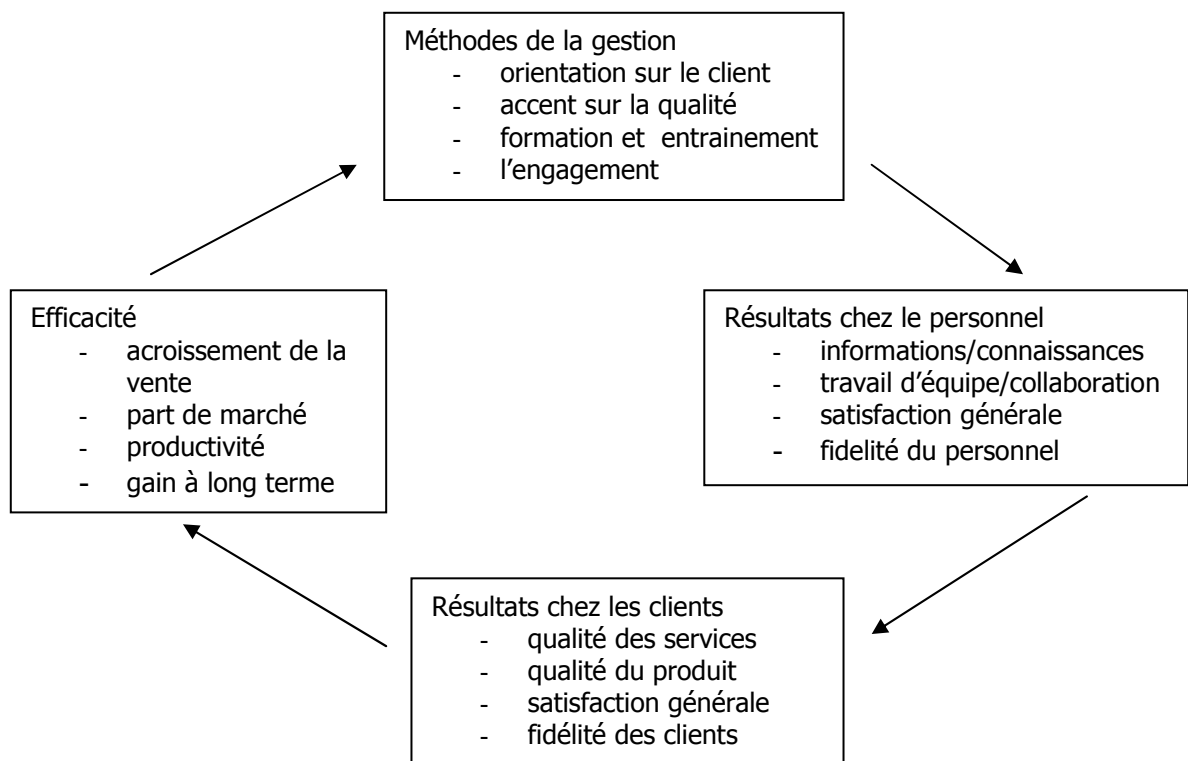 Méthodes de la gestion
- orientation sur le client
- accent sur la qualité
- formation et entrainement
- l'engagement
Efficacité
- acroissement de la
vente
- part de marché
- productivité
- gain à long terme
Résultats chez le personnel
- informations/connaissances
- travail d'équipe/collaboration
- satisfaction générale
- fidelité du personnel
Résultats chez les clients
- qualité des services
- qualité du produit
- satisfaction générale
- fidélité des clients